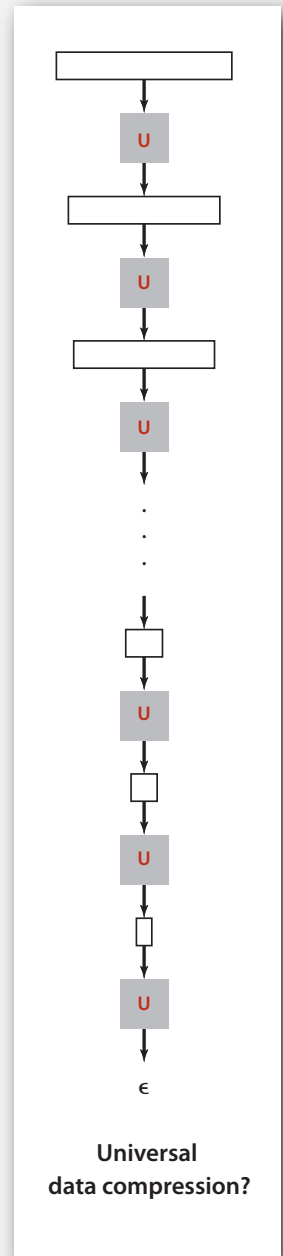 U
U
U
.
.
.
U
U
U
ϵ
Universal
data compression?